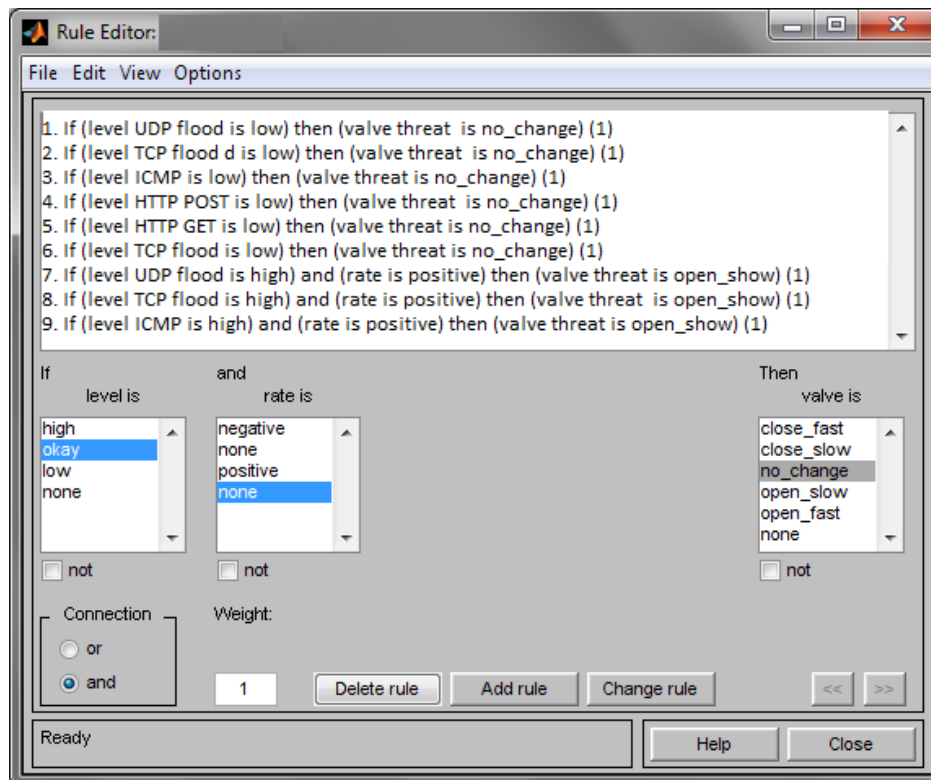 Rule Editor:
File Edit View Options
1. If (level UDP flood is low) then (valve threat is no_change) (1)
2. If (level TCP flood d is low) then (valve threat is no_change) (1)
3. If (level ICMP is low) then (valve threat is no_change) (1)
4. If (level HTTP POST is low) then (valve threat is no_change) (1)
5. If (level HTTP GET is low) then (valve threat is no_change) (1)
6. If (level TCP flood is low) then (valve threat is no_change) (1)
7. If (level UDP flood is high) and (rate is positive) then (valve threat is open_show) (1)
8. If (level TCP flood is high) and (rate is positive) then (valve threat is open_show) (1)
9. If (level ICMP is high) and (rate is positive) then (valve threat is open_show) (1)
If and Then
level is rate is valve is
high negative close_fast
okay none close_slow
low positive no_change
none none open_slow
open_fast
none
not not not
Connection Weight:
or
and 1 Delete rule Add rule Change rule << >>
Ready Help Close